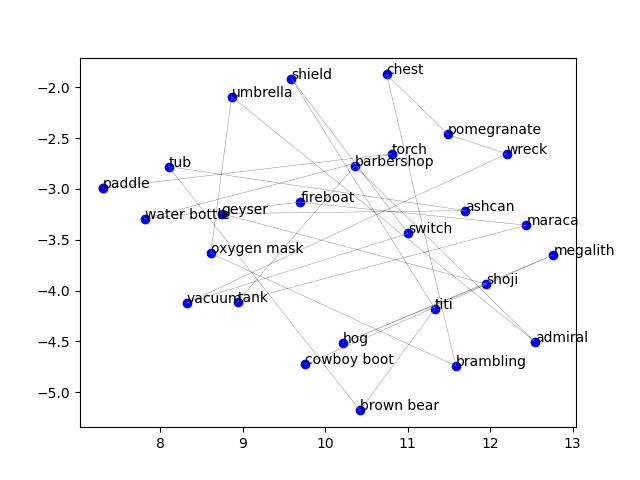 chest
shield
umbrella
pomegranate
torch
wreck
barbershop
tub
paddle
fireboat
ashcan
water bottle
geyser
maraca
switch
oxygen mask
megalith
shoji
vacuum
tank
titi
hog
admiral
cowboy boot
brambling
brown bear
−2.0
−2.5
−3.0
−3.5
−4.0
−4.5
−5.0
8
9
10
11
12
13